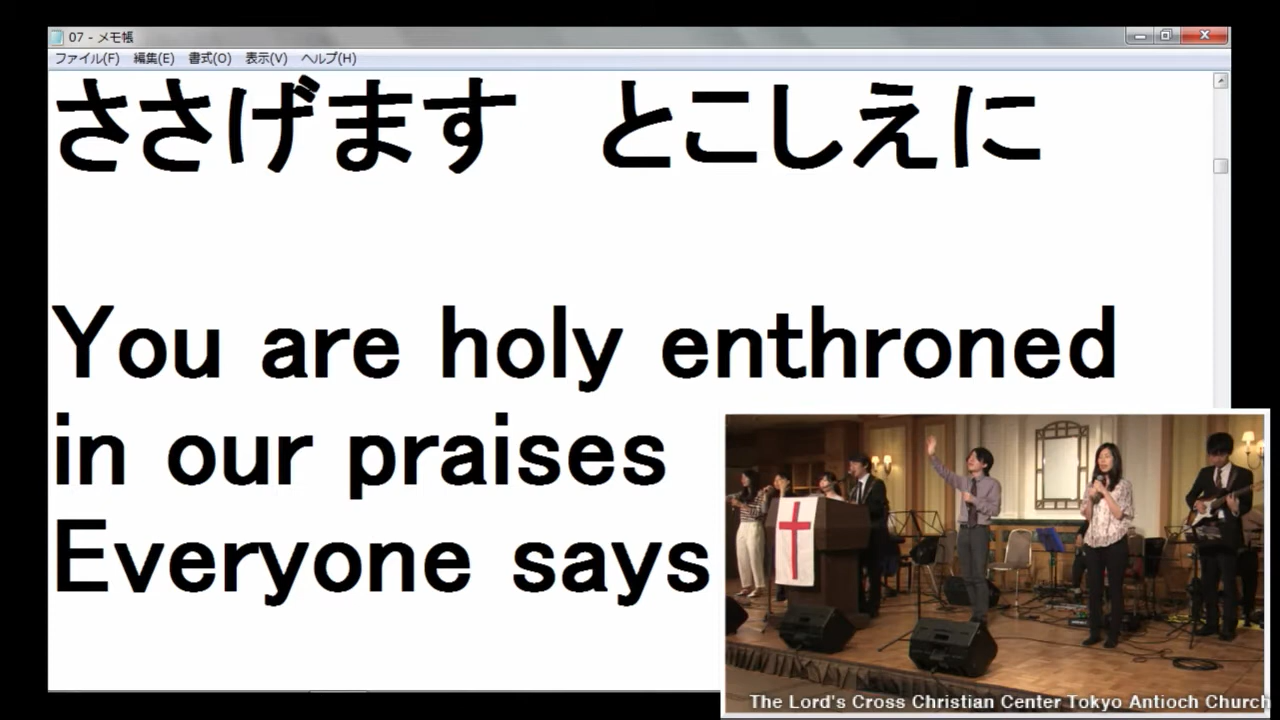 07 - メモ帳
ファイル(F) 編集(E) 書式(O) 表示(V) ヘルプ(H)
ささげます　とこしえに
You are holy enthroned
in our praises
Everyone says
The Lord's Cross Christian Center Tokyo Antioch Church